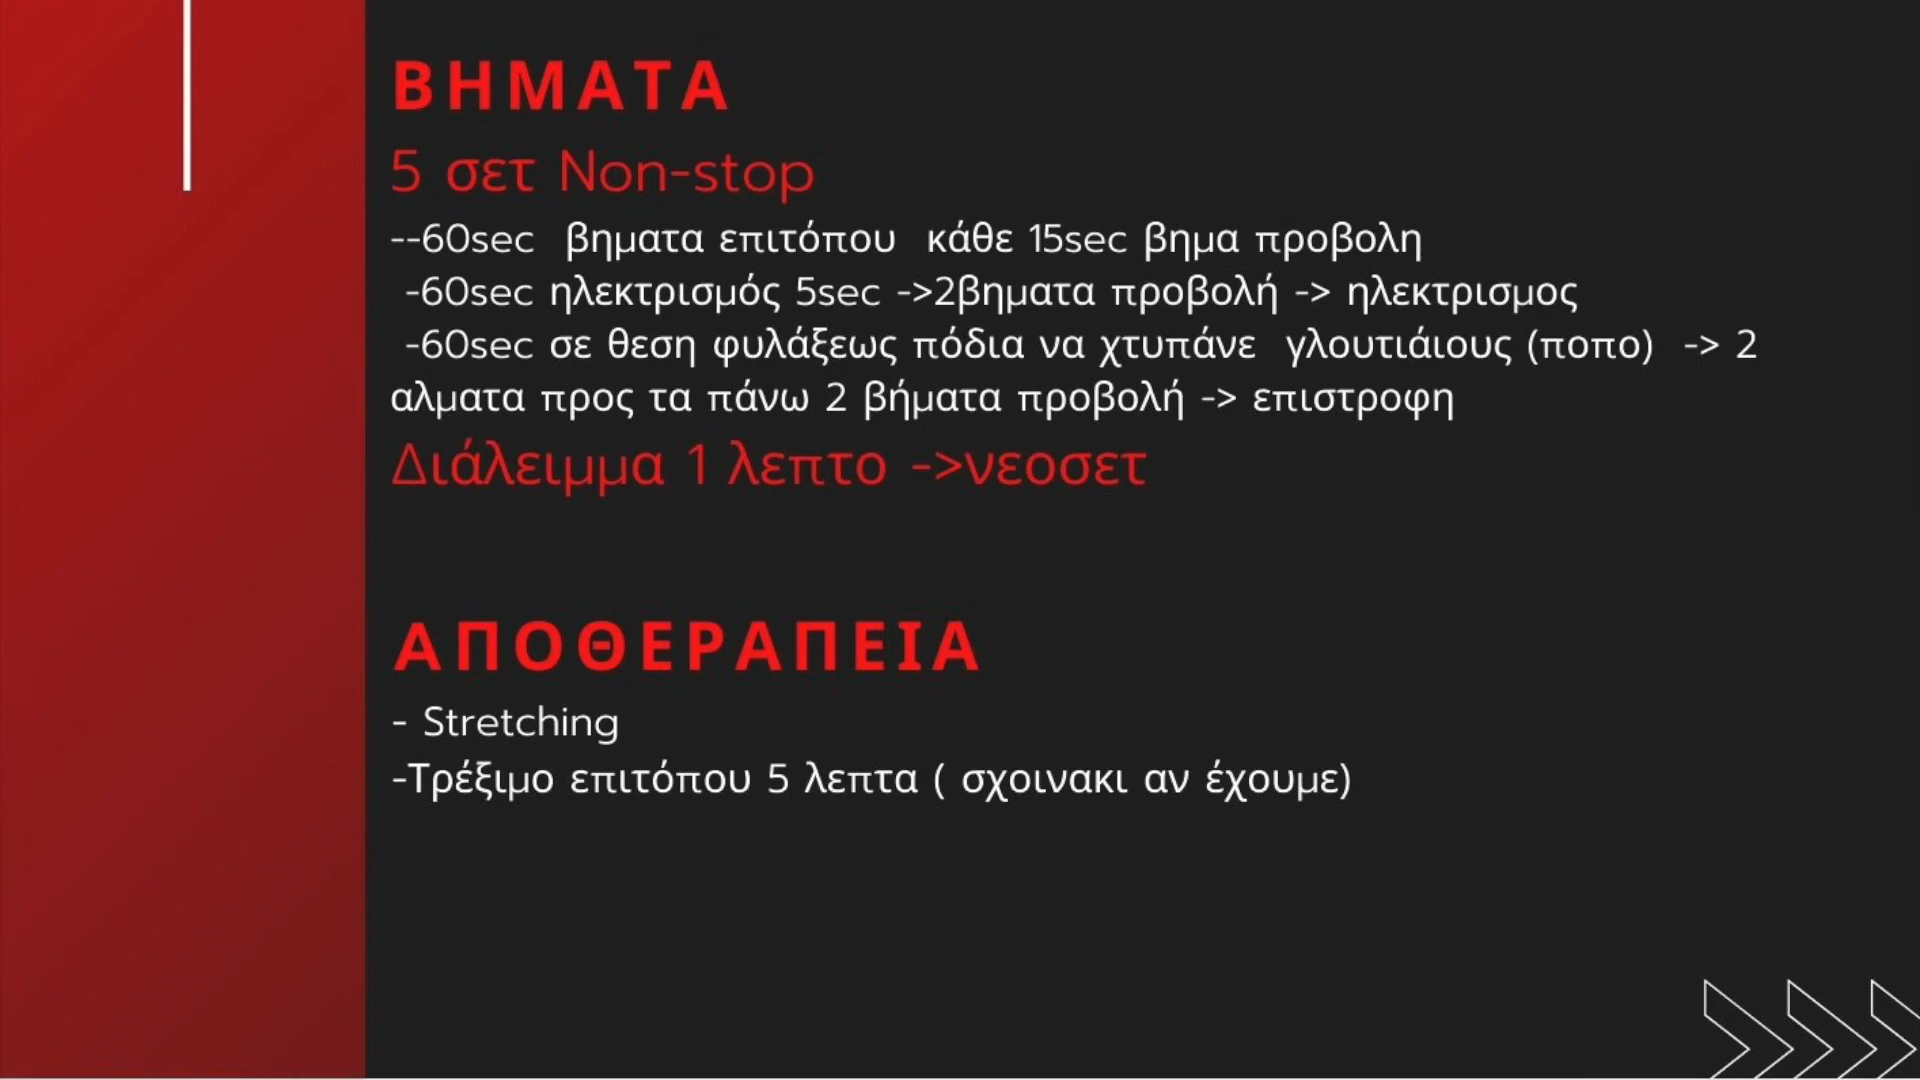 ΒΗΜΑΤΑ
5 σετ Non-stop
--60sec  βηματα επιτόπου  κάθε 15sec βημα προβολη
-60sec ηλεκτρισμός 5sec ->2βηματα προβολή -> ηλεκτρισμος
-60sec σε θεση φυλάξεως πόδια να χτυπάνε  γλουτιάιους (ποπο)  -> 2
αλματα προς τα πάνω 2 βήματα προβολή -> επιστροφη
Διάλειμμα 1 λεπτο ->νεοσετ
ΑΠΟΘΕΡΑΠΕΙΑ
- Stretching
-Τρέξιμο επιτόπου 5 λεπτα ( σχοινακι αν έχουμε)